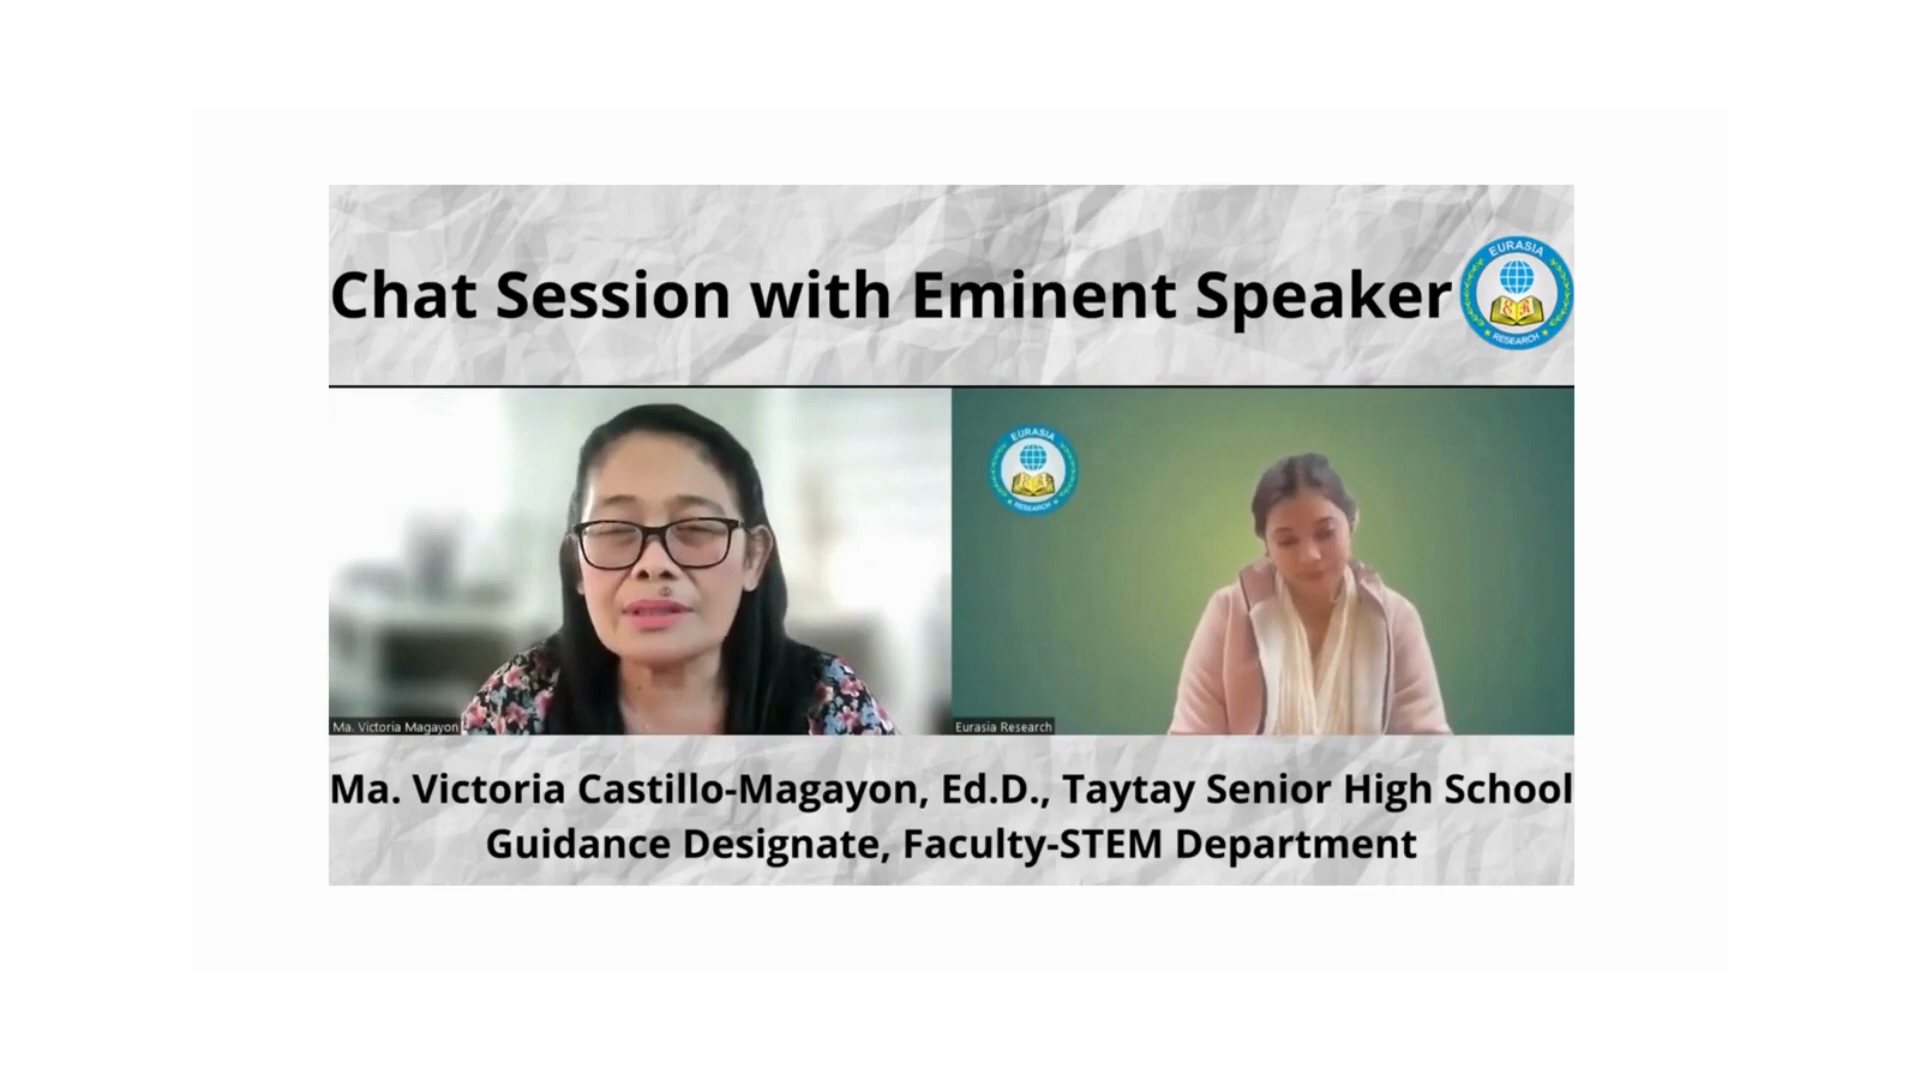 Chat Session with Eminent Speaker
EURASIA
RESEARCH
EURASIA
RESEARCH
Ma. Victoria Magayon
Eurasia Research
Ma. Victoria Castillo-Magayon, Ed.D., Taytay Senior High School
Guidance Designate, Faculty-STEM Department